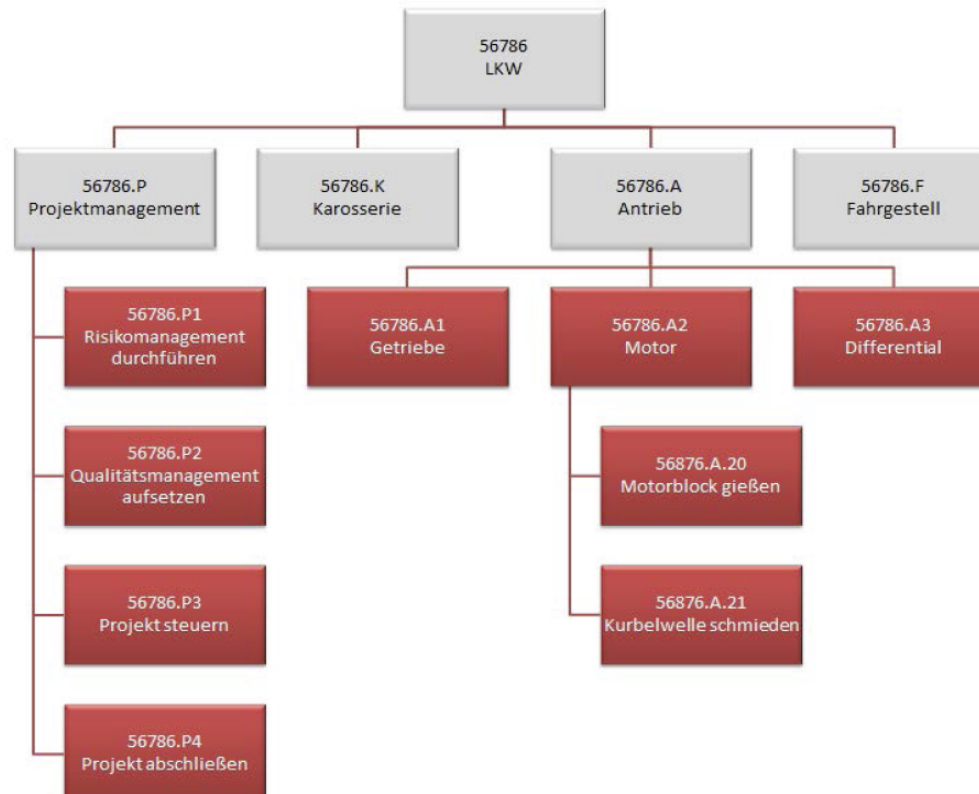 56786
LKW
56786.P
Projektmanagement
56786.K
Karosserie
56786.A
Antrieb
56786.F
Fahrgestell
56786.P1
Risikomanagement
durchführen
56786.A1
Getriebe
56786.A2
Motor
56786.A3
Differential
56786.P2
Qualitätsmanagement
aufsetzen
56876.A.20
Motorblock gießen
56786.P3
Projekt steuern
56876.A.21
Kurbelwelle schmieden
56786.P4
Projekt abschließen